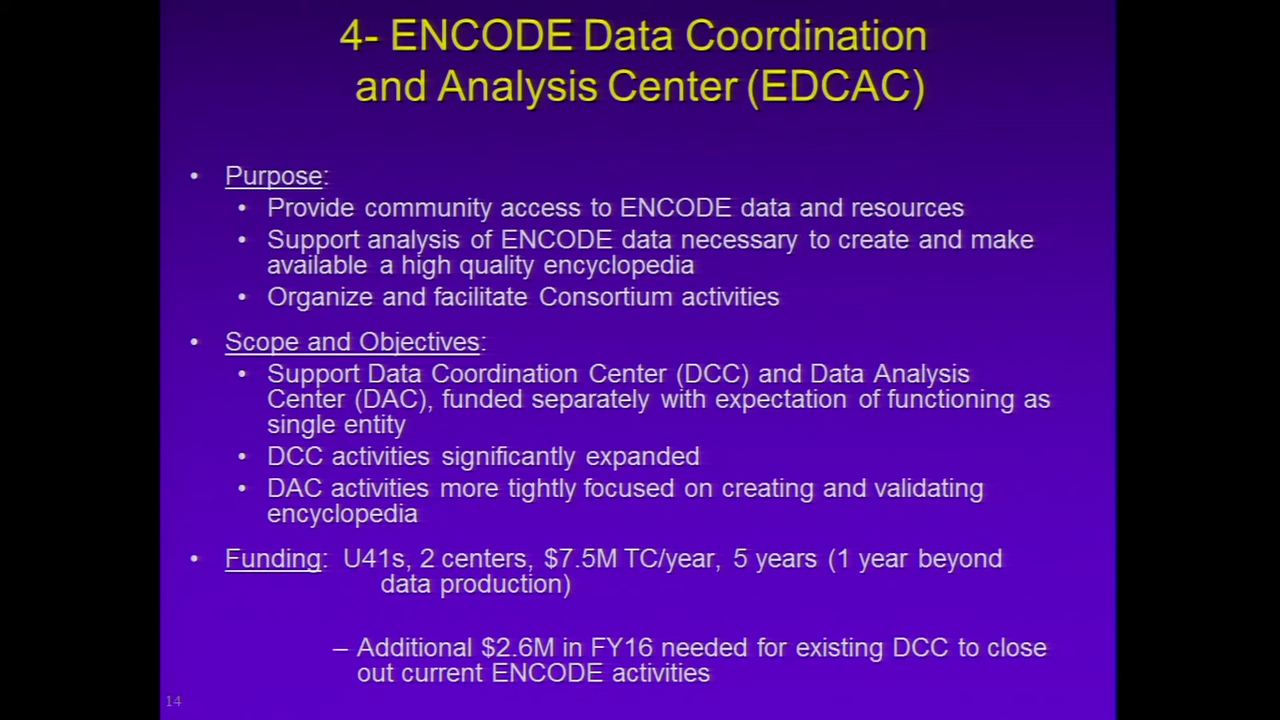 4- ENCODE Data Coordination
and Analysis Center (EDCAC)
• Purpose:
• Provide community access to ENCODE data and resources
• Support analysis of ENCODE data necessary to create and make
available a high quality encyclopedia
• Organize and facilitate Consortium activities
• Scope and Objectives:
• Support Data Coordination Center (DCC) and Data Analysis
Center (DAC), funded separately with expectation of functioning as
single entity
• DCC activities significantly expanded
• DAC activities more tightly focused on creating and validating
encyclopedia
• Funding: U41s, 2 centers, $7.5M TC/year, 5 years (1 year beyond
data production)
– Additional $2.6M in FY16 needed for existing DCC to close
out current ENCODE activities
14